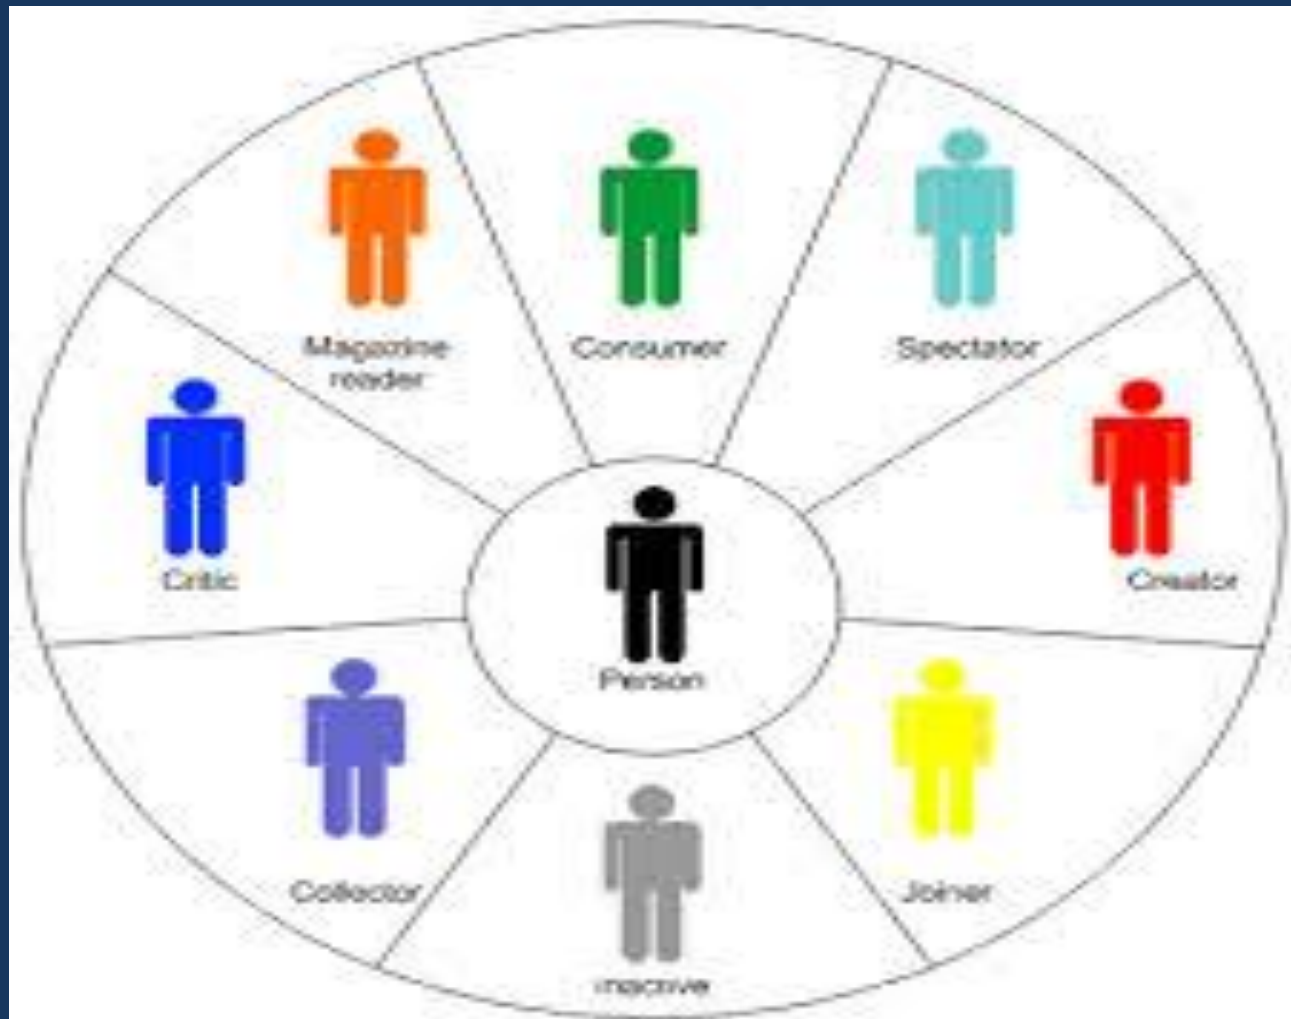 Magazine
reader
Consumer
Spectator
Critic
Creator
Person
Collector
Joiner
Inactive